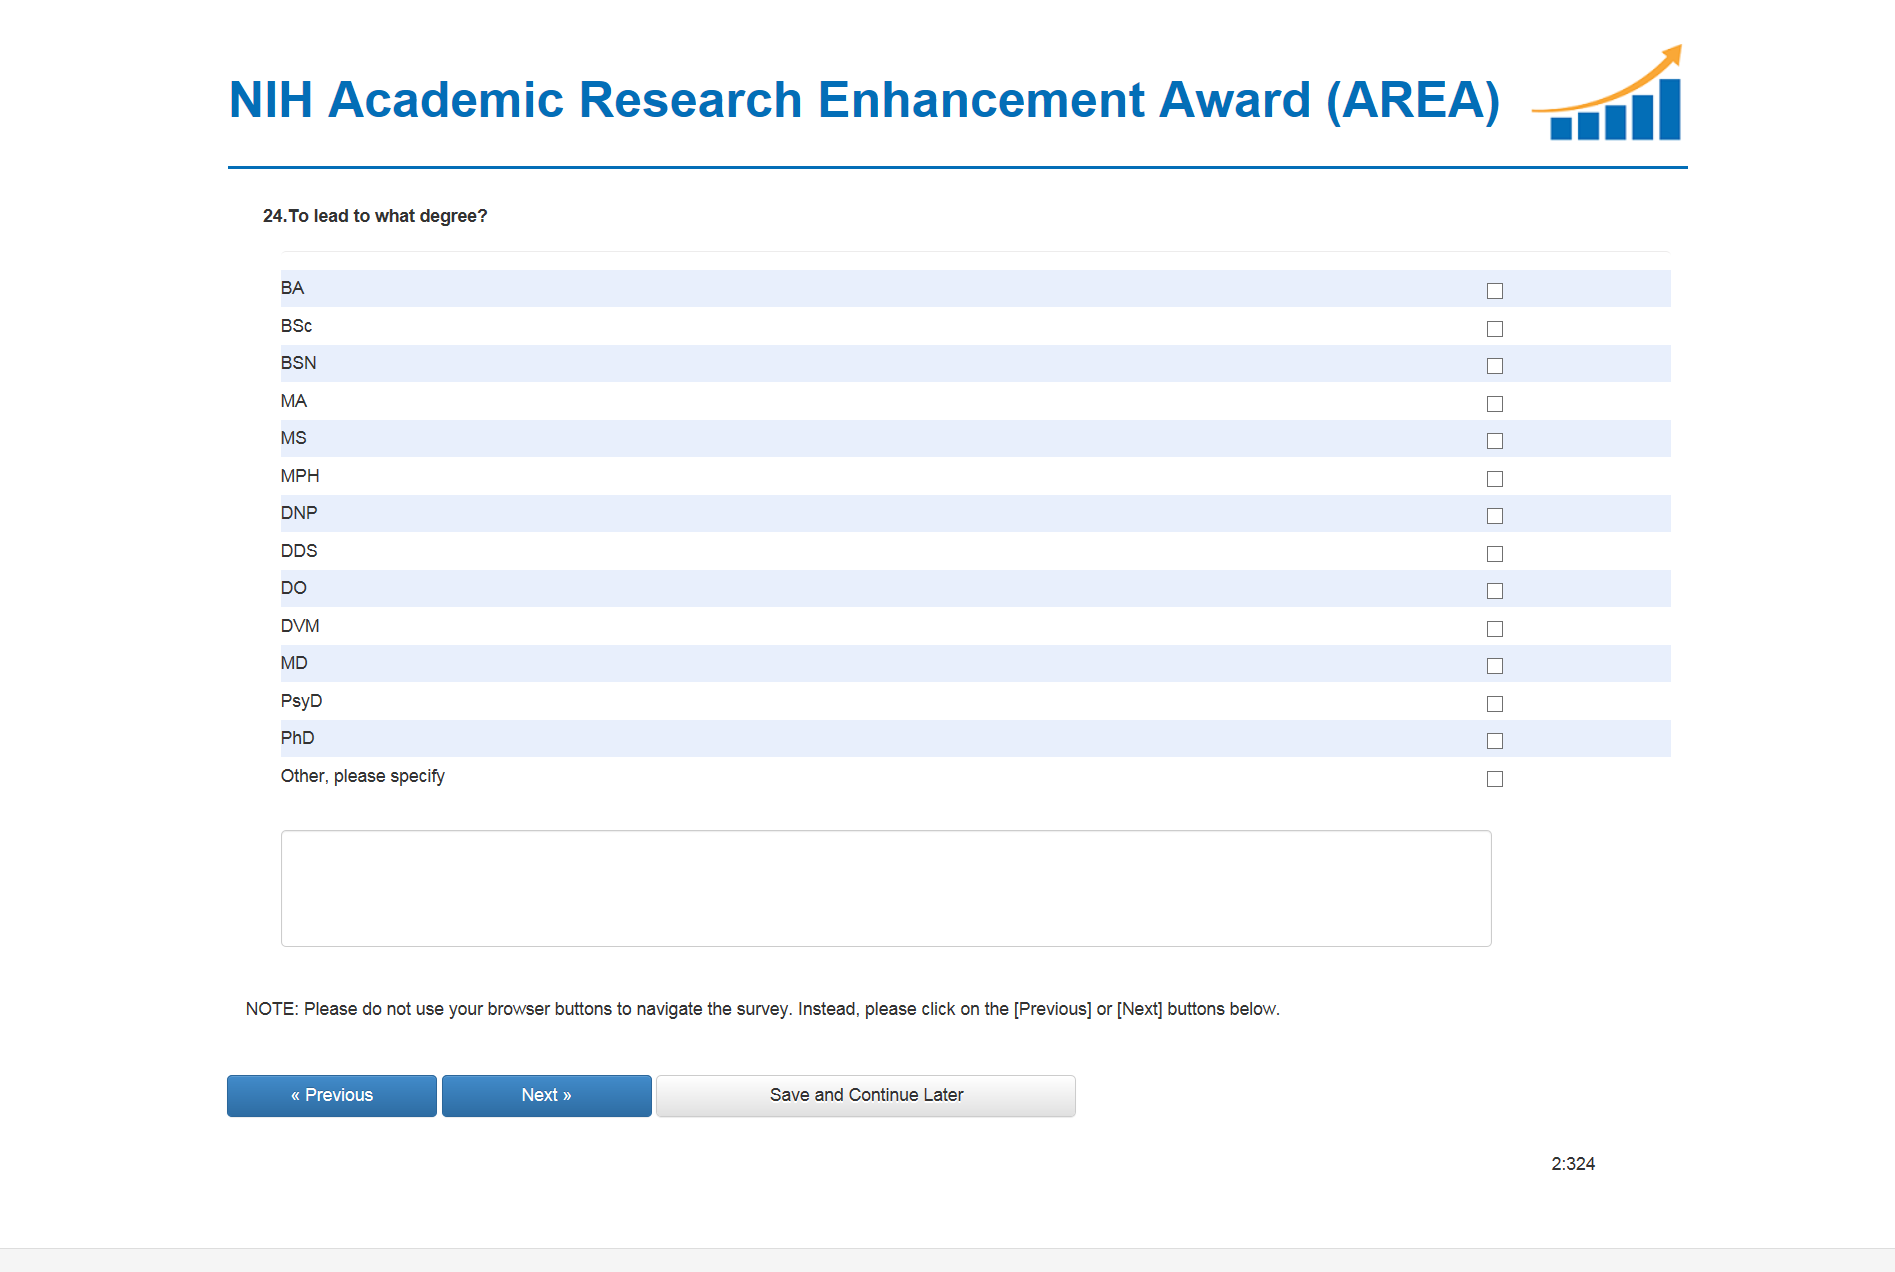 NIH Academic Research Enhancement Award (AREA)
24.To lead to what degree?
BA
BSc
BSN
MA
MS
MPH
DNP
DDS
DO
DVM
MD
PsyD
PhD
Other, please specify
NOTE: Please do not use your browser buttons to navigate the survey. Instead, please click on the [Previous] or [Next] buttons below.
« Previous Next » Save and Continue Later
2:324